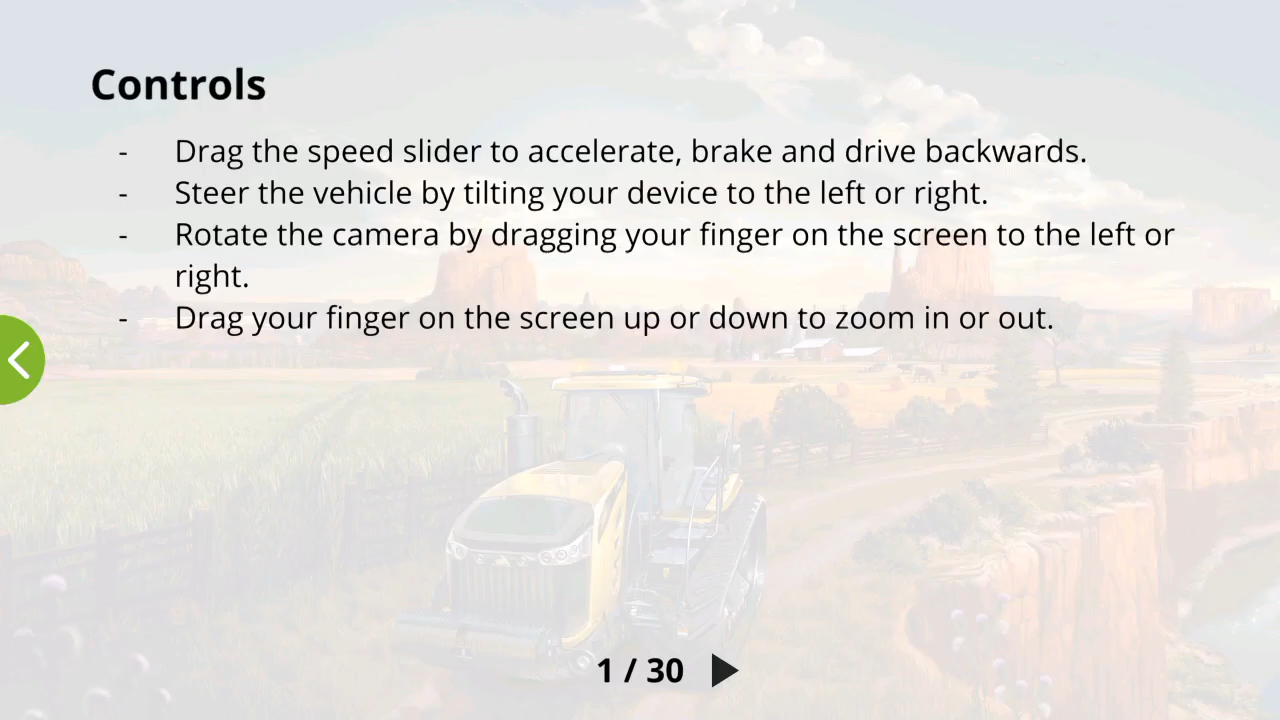 Controls
- Drag the speed slider to accelerate, brake and drive backwards.
- Steer the vehicle by tilting your device to the left or right.
- Rotate the camera by dragging your finger on the screen to the left or
right.
- Drag your finger on the screen up or down to zoom in or out.
1 / 30